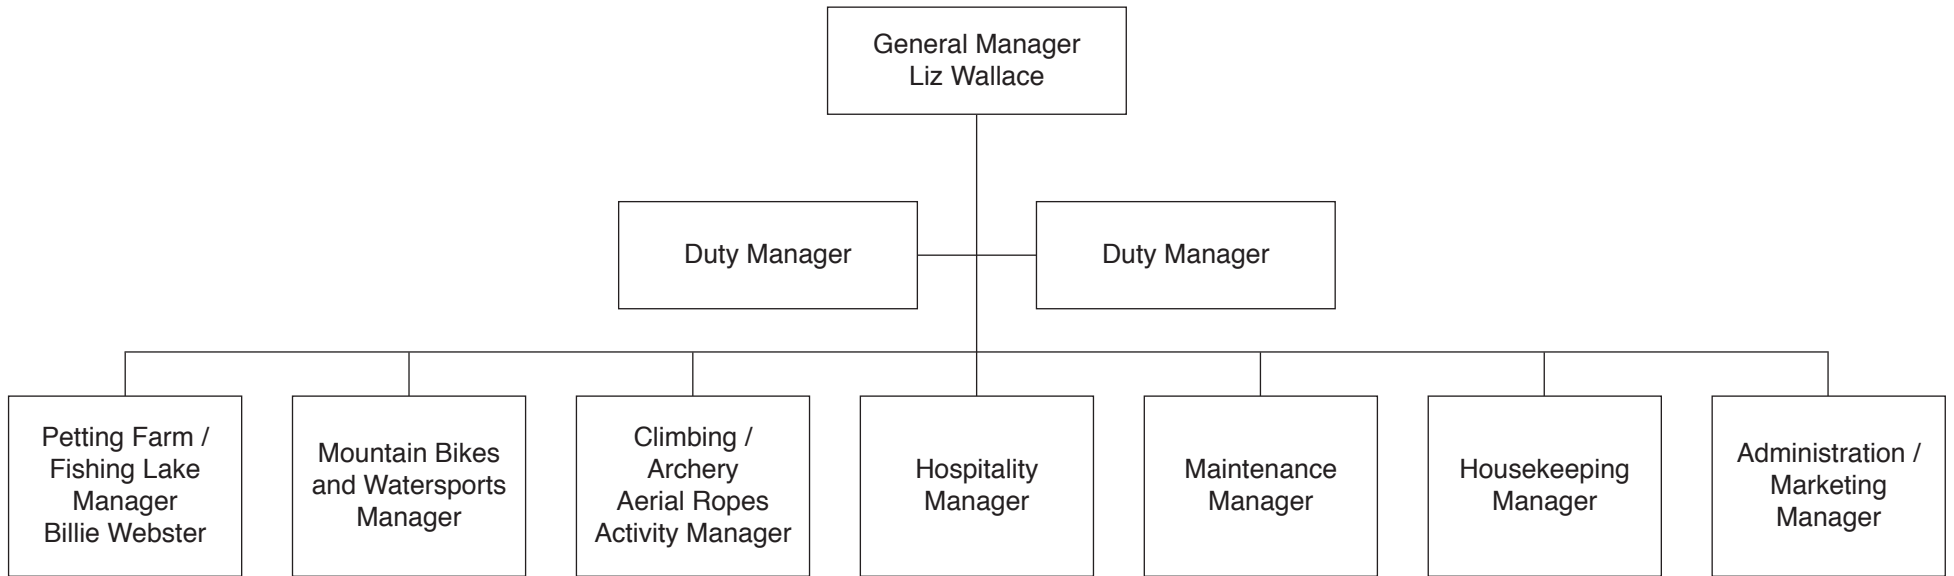 General Manager
Liz Wallace
Duty Manager
Duty Manager
Petting Farm /
Fishing Lake
Manager
Billie Webster
Mountain Bikes
and Watersports
Manager
Climbing /
Archery
Aerial Ropes
Activity Manager
Hospitality
Manager
Maintenance
Manager
Housekeeping
Manager
Administration /
Marketing
Manager